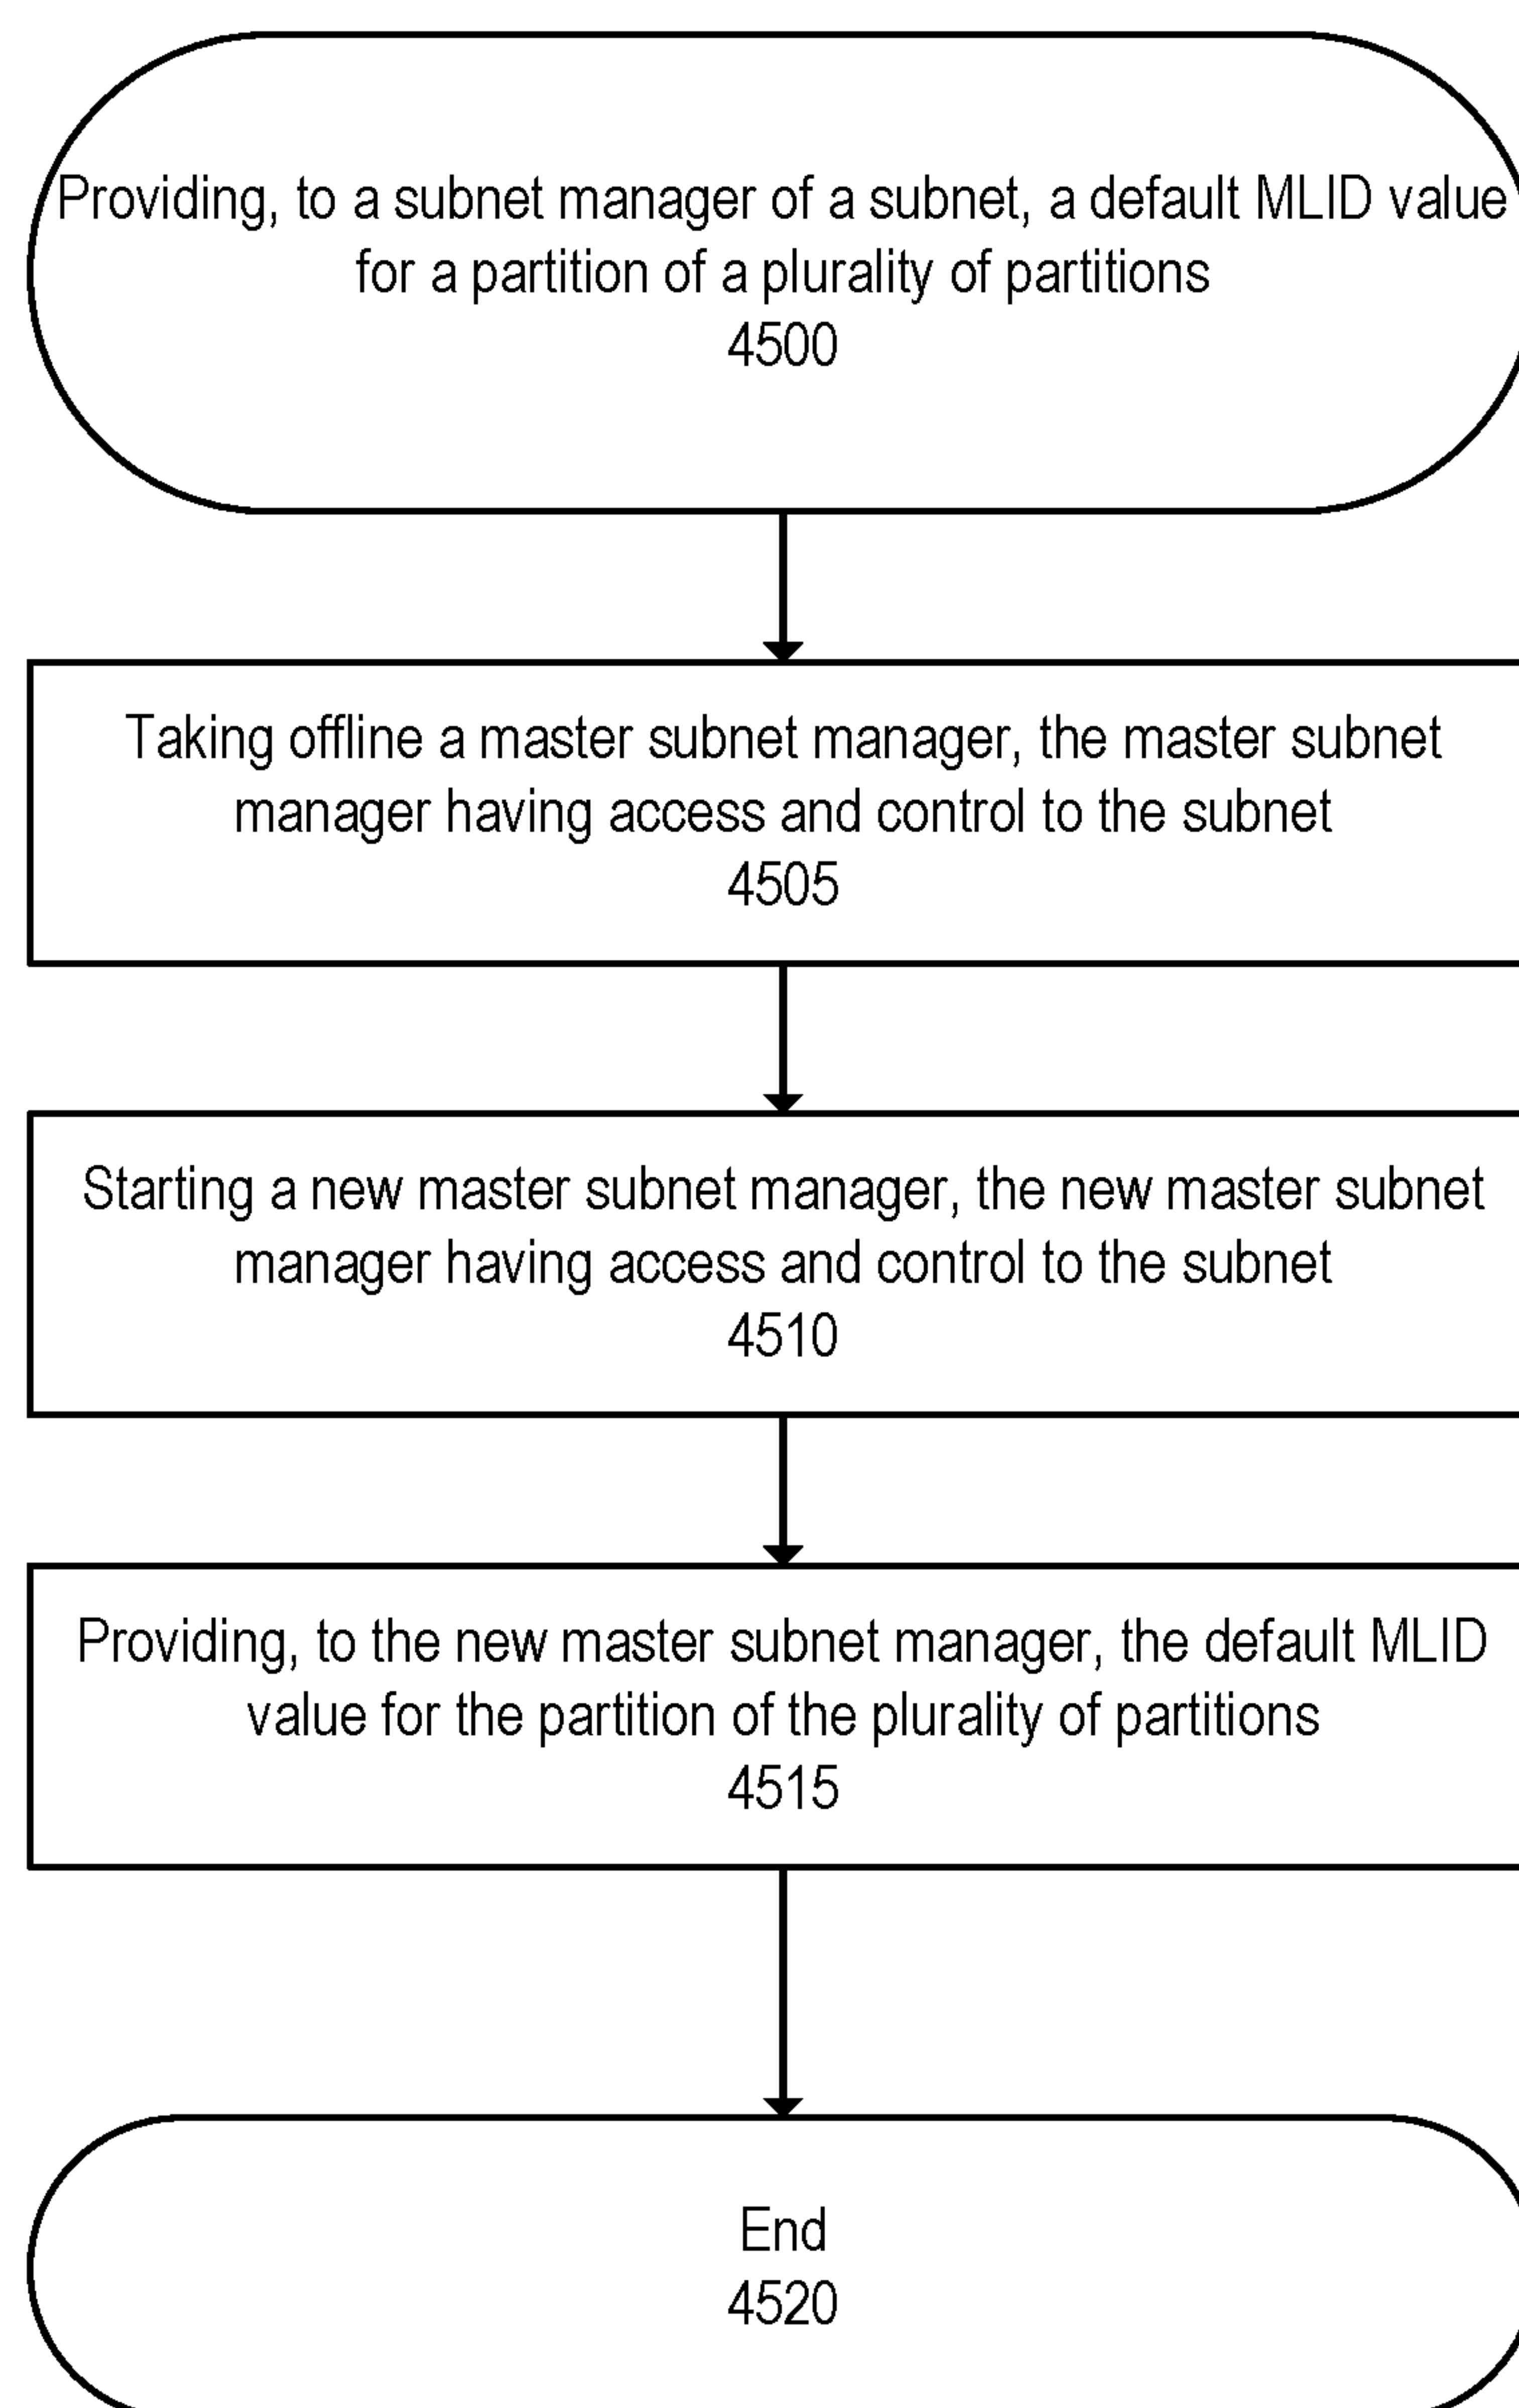 Providing, to a subnet manager of a subnet, a default MLID value
for a partition of a plurality of partitions
4500
Taking offline a master subnet manager, the master subnet
manager having access and control to the subnet
4505
Starting a new master subnet manager, the new master subnet
manager having access and control to the subnet
4510
Providing, to the new master subnet manager, the default MLID
value for the partition of the plurality of partitions
4515
End
4520